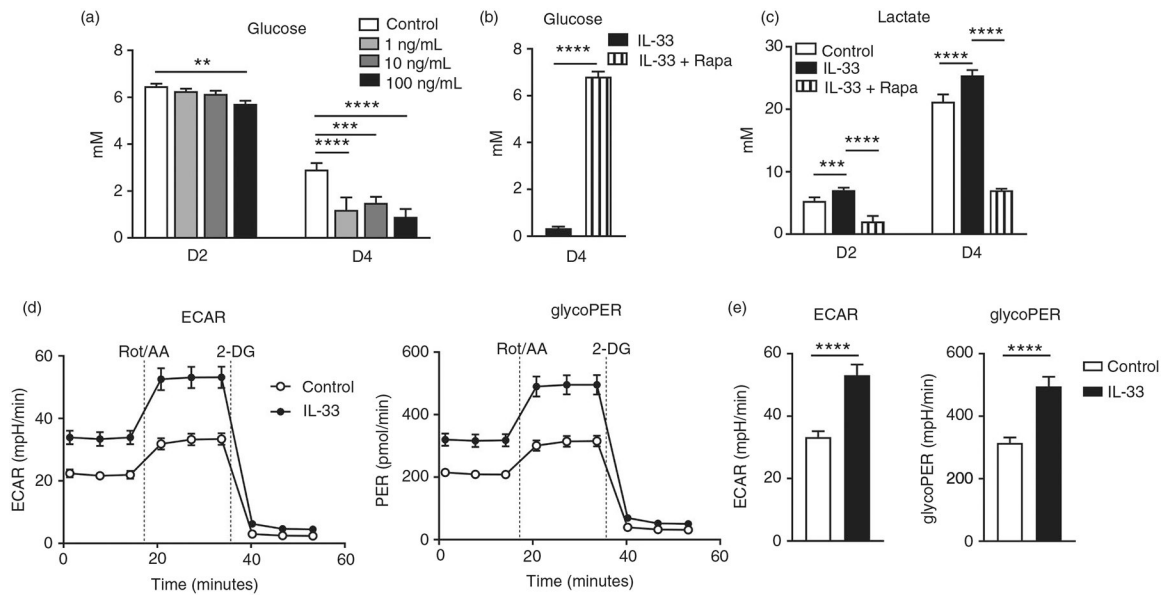 (a)
Glucose
Control
1 ng/mL
10 ng/mL
100 ng/mL
8
6
4
2
0
mM
**
****
***
****
D2
D4
(b)
Glucose
IL-33
IL-33 + Rapa
****
8
6
4
2
0
mM
D4
(c)
Lactate
Control
IL-33
IL-33 + Rapa
30
20
10
0
mM
***
****
****
****
D2
D4
(d)
ECAR
Rot/AA
2-DG
Control
IL-33
60
40
20
0
ECAR (mpH/min)
0
20
40
60
Time (minutes)
glycoPER
Rot/AA
2-DG
600
400
200
0
PER (pmol/min)
0
20
40
60
Time (minutes)
(e)
ECAR
****
60
40
20
0
ECAR (mpH/min)
glycoPER
****
600
400
200
0
glycoPER (mpH/min)
Control
IL-33